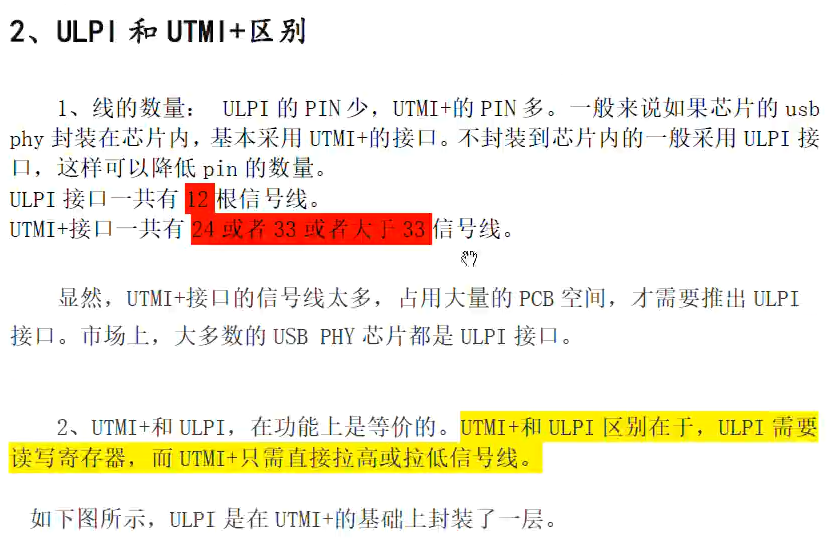 2、ULPI 和 UTMI+区别
1、线的数量： ULPI 的 PIN 少，UTMI+的 PIN 多。一般来说如果芯片的 usb
phy 封装在芯片内，基本采用 UTMI+的接口。不封装到芯片内的一般采用 ULPI 接
口，这样可以降低 pin 的数量。
ULPI 接口一共有 12 根信号线。
UTMI+接口一共有 24 或者 33 或者大于 33 信号线。
显然，UTMI+接口的信号线太多，占用大量的 PCB 空间，才需要推出 ULPI
接口。市场上，大多数的 USB PHY 芯片都是 ULPI 接口。
2、UTMI+和 ULPI，在功能上是等价的。UTMI+和 ULPI 区别在于，ULPI 需要
读写寄存器，而 UTMI+只需直接拉高或拉低信号线。
如下图所示，ULPI 是在 UTMI+的基础上封装了一层。